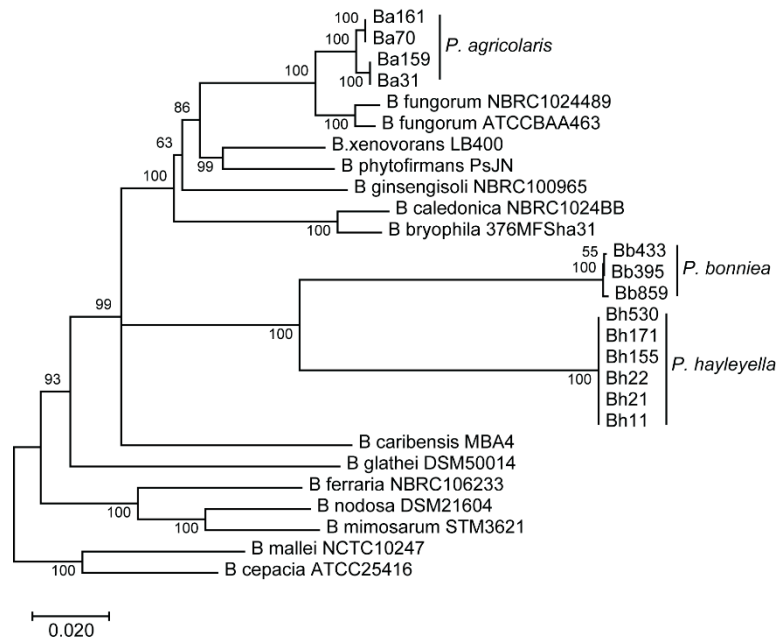 100
Ba161
Ba70
P. agricolaris
Ba159
100
100
Ba31
B fungorum NBRC1024489
86
100
B fungorum ATCCBAA463
63
B.xenovorans LB400
99
B phytofirmans PsJN
100
B ginsengisoli NBRC100965
B caledonica NBRC1024BB
100
B bryophila 376MFSha31
55
Bb433
100
Bb395
P. bonniea
Bb859
99
100
Bh530
Bh171
Bh155
P. hayleyella
100
Bh22
Bh21
Bh11
93
B caribensis MBA4
B glathei DSM50014
B ferraria NBRC106233
100
B nodosa DSM21604
100
B mimosarum STM3621
B mallei NCTC10247
100
B cepacia ATCC25416
0.020
100